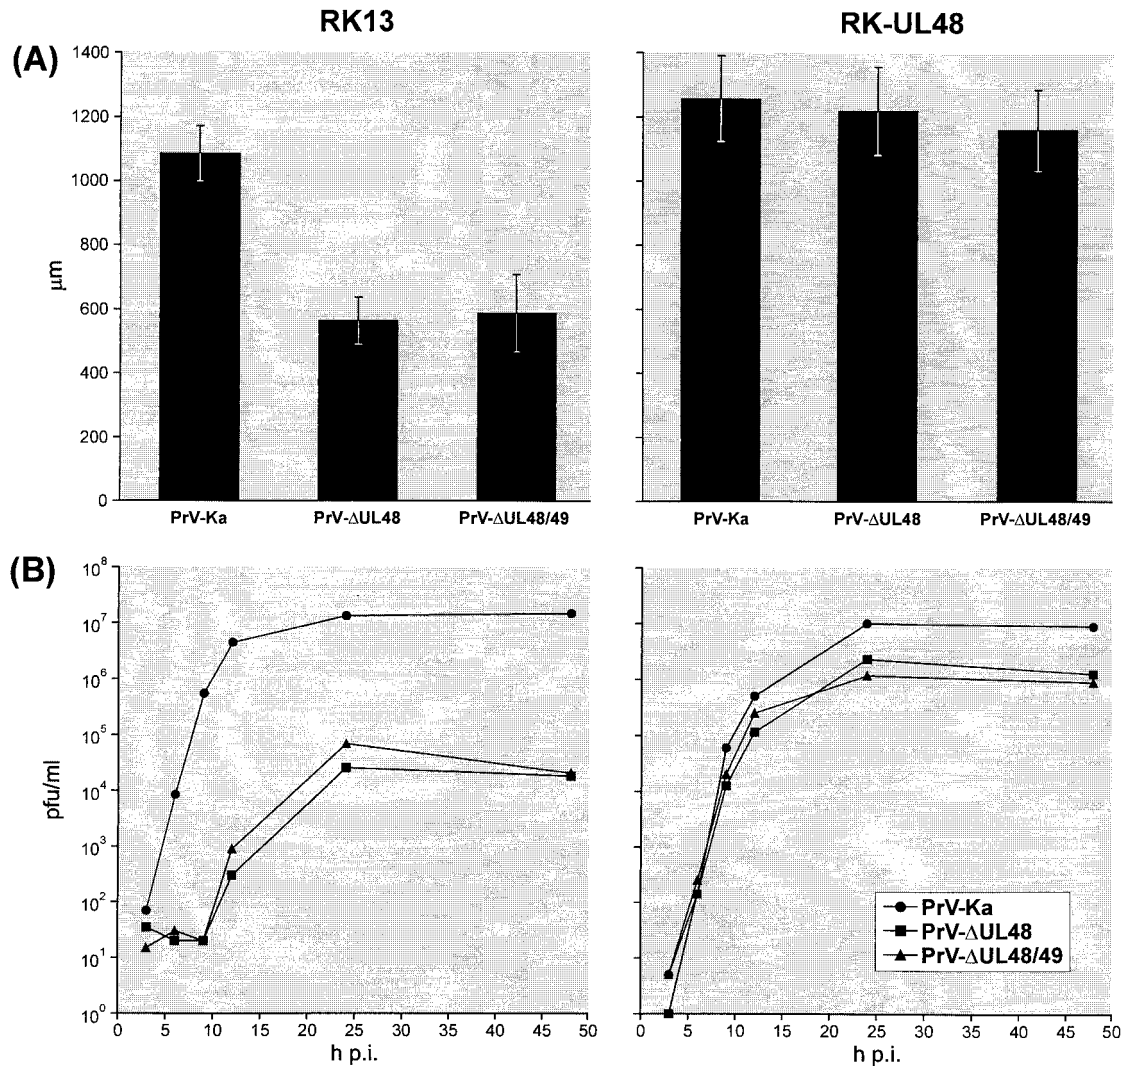 RK13
RK-UL48
(A)
1400
1200
1000
800
600
400
200
0
μm
PrV-Ka
PrV-ΔUL48
PrV-ΔUL48/49
PrV-Ka
PrV-ΔUL48
PrV-ΔUL48/49
(B)
10⁸
10⁷
10⁶
10⁵
10⁴
10³
10²
10¹
10⁰
pfu/ml
0 5 10 15 20 25 30 35 40 45 50
h p.i.
PrV-Ka
PrV-ΔUL48
PrV-ΔUL48/49
0 5 10 15 20 25 30 35 40 45 50
h p.i.